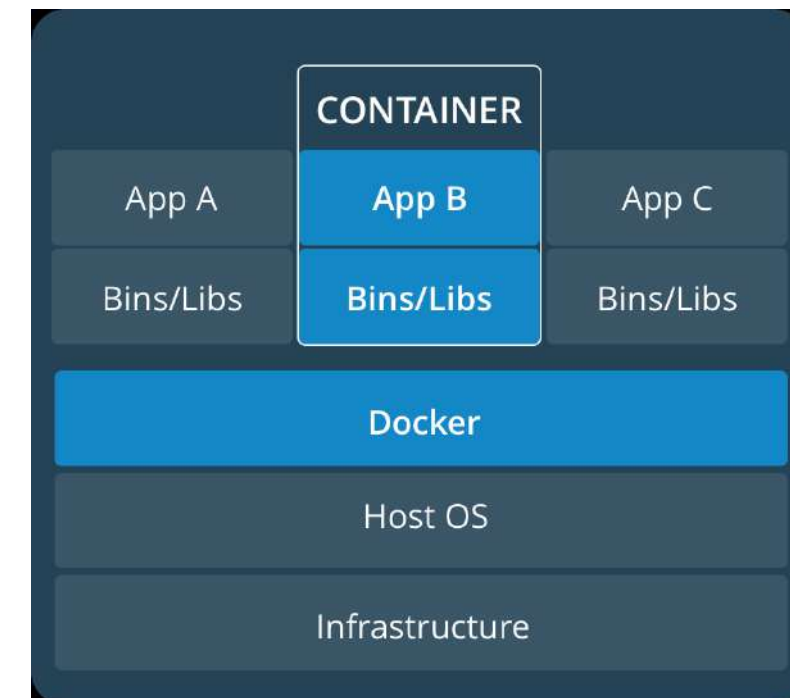 CONTAINER
App A App B App C
Bins/Libs Bins/Libs Bins/Libs
Docker
Host OS
Infrastructure